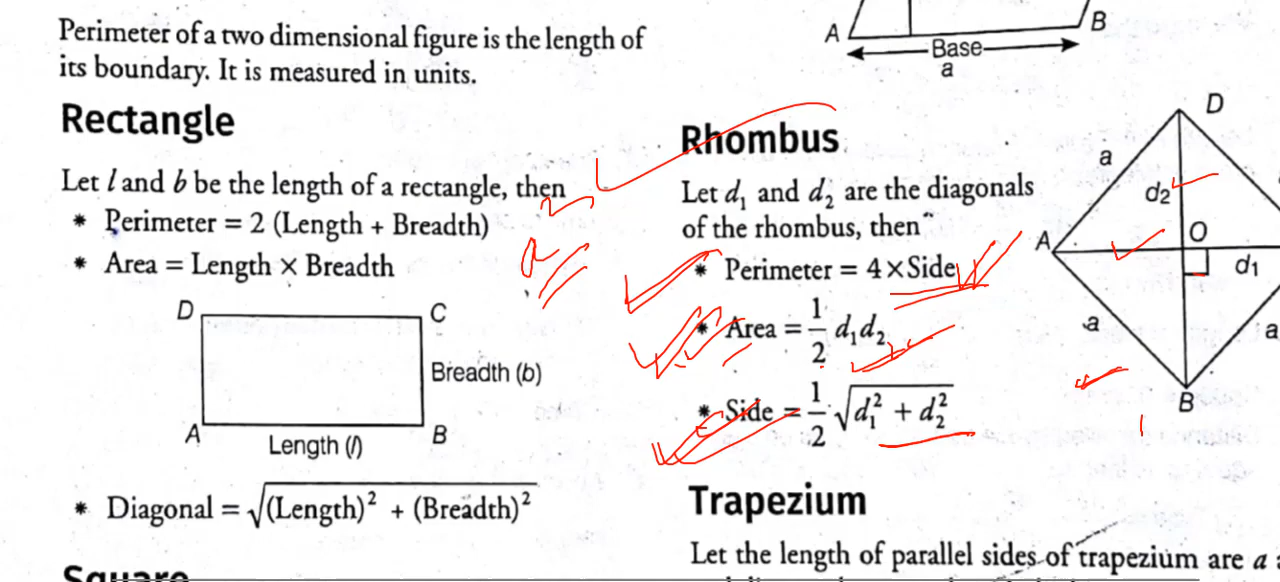 Perimeter of a two dimensional figure is the length of
its boundary. It is measured in units.
Rectangle
Let l and b be the length of a rectangle, then
* Perimeter = 2 (Length + Breadth)
* Area = Length × Breadth
D
C
Breadth (b)
A
Length (l)
B
* Diagonal = √(Length)² + (Breadth)²
Square
A
B
Base
a
Rhombus
Let d₁ and d₂ are the diagonals
of the rhombus, then
* Perimeter = 4 × Side
* Area = 1/2 d₁d₂
* Side = 1/2 √d₁² + d₂²
D
a
d2
A
O
d1
a
a
B
Trapezium
Let the length of parallel sides of trapezium are a